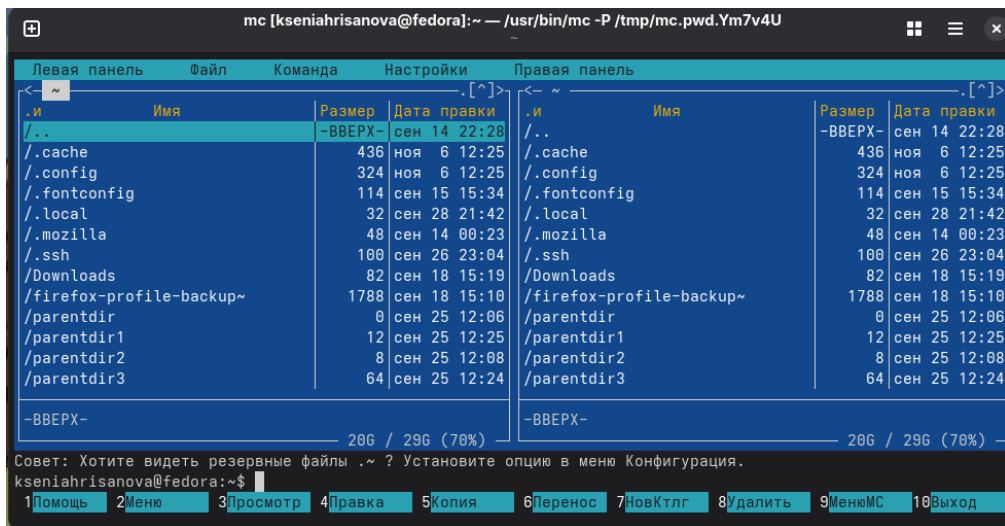 mc [kseniahrisanova@fedora]:~ — /usr/bin/mc -P /tmp/mc.pwd.Ym7v4U
~
Левая панель Файл Команда Настройки Правая панель
<— ~ .[^]> <— ~ .[^]>
.и Имя Размер Дата правки .и Имя Размер Дата правки
/.. -ВВЕРХ- сен 14 22:28 /.. -ВВЕРХ- сен 14 22:28
/.cache 436 ноя 6 12:25 /.cache 436 ноя 6 12:25
/.config 324 ноя 6 12:25 /.config 324 ноя 6 12:25
/.fontconfig 114 сен 15 15:34 /.fontconfig 114 сен 15 15:34
/.local 32 сен 28 21:42 /.local 32 сен 28 21:42
/.mozilla 48 сен 14 00:23 /.mozilla 48 сен 14 00:23
/.ssh 100 сен 26 23:04 /.ssh 100 сен 26 23:04
/Downloads 82 сен 18 15:19 /Downloads 82 сен 18 15:19
/firefox-profile-backup~ 1788 сен 18 15:10 /firefox-profile-backup~ 1788 сен 18 15:10
/parentdir 0 сен 25 12:06 /parentdir 0 сен 25 12:06
/parentdir1 12 сен 25 12:25 /parentdir1 12 сен 25 12:25
/parentdir2 8 сен 25 12:08 /parentdir2 8 сен 25 12:08
/parentdir3 64 сен 25 12:24 /parentdir3 64 сен 25 12:24
-ВВЕРХ- -ВВЕРХ-
20G / 29G (70%) 20G / 29G (70%)
Совет: Хотите видеть резервные файлы .~ ? Установите опцию в меню Конфигурация.
kseniahrisanova@fedora:~$
1Помощь 2Меню 3Просмотр 4Правка 5Копия 6Перенос 7НовКтлг 8Удалить 9МенюMC 10Выход